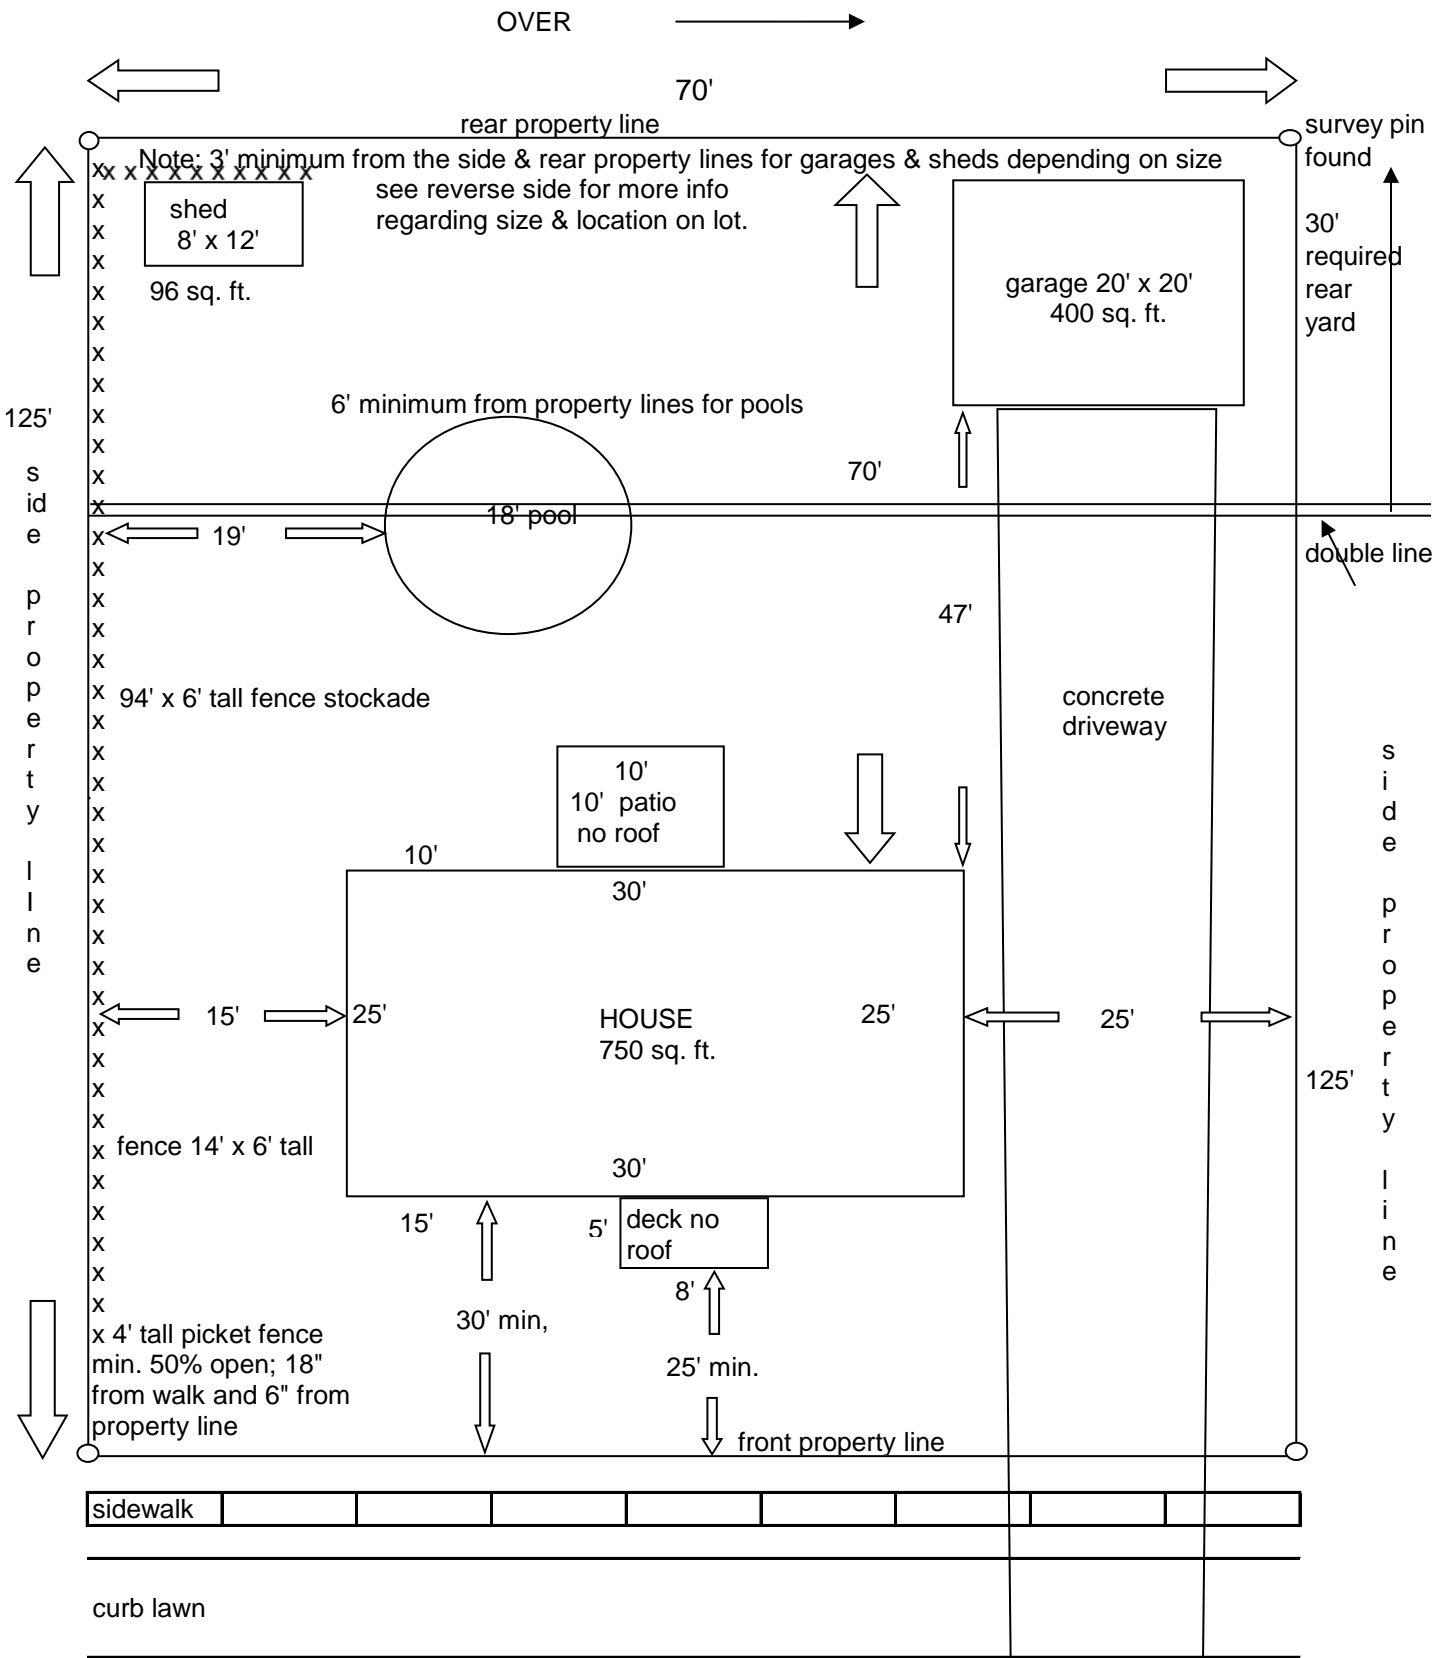 OVER
70'
rear property line
survey pin
found
Note: 3' minimum from the side & rear property lines for garages & sheds depending on size
see reverse side for more info
regarding size & location on lot.
x x x x x x x x x x
shed
8' x 12'
96 sq. ft.
garage 20' x 20'
400 sq. ft.
30'
required
rear
yard
125'
6' minimum from property lines for pools
70'
18' pool
19'
double line
47'
side property lIne
94' x 6' tall fence stockade
concrete
driveway
10'
10' patio
no roof
10'
30'
side property line
15'
25'
HOUSE
750 sq. ft.
25'
25'
125'
fence 14' x 6' tall
30'
15'
5'
deck no
roof
8'
30' min,
x 4' tall picket fence
min. 50% open; 18"
from walk and 6" from
property line
25' min.
front property line
sidewalk
curb lawn